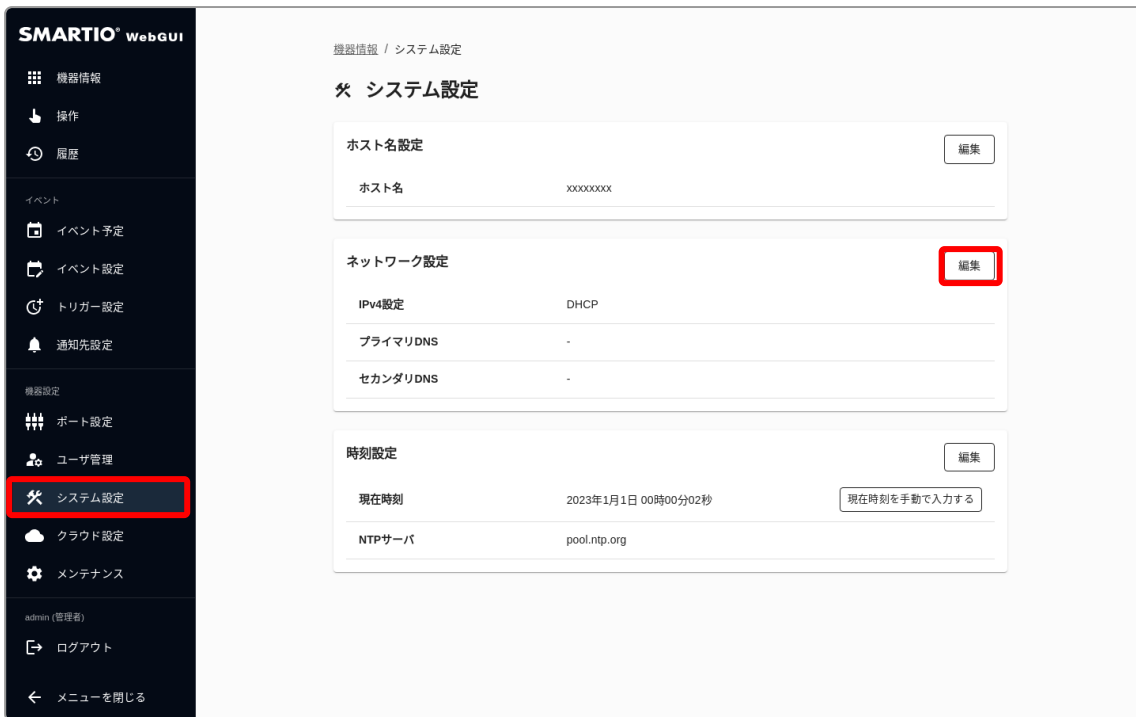 SMARTIO® WebGUI
機器情報
操作
履歴
イベント
イベント予定
イベント設定
トリガー設定
通知先設定
機器設定
ポート設定
ユーザ管理
システム設定
クラウド設定
メンテナンス
admin (管理者)
ログアウト
メニューを閉じる
機器情報 / システム設定
システム設定
ホスト名設定 編集
ホスト名 xxxxxxxx
ネットワーク設定 編集
IPv4設定 DHCP
プライマリDNS -
セカンダリDNS -
時刻設定 編集
現在時刻 2023年1月1日 00時00分02秒 現在時刻を手動で入力する
NTPサーバ pool.ntp.org